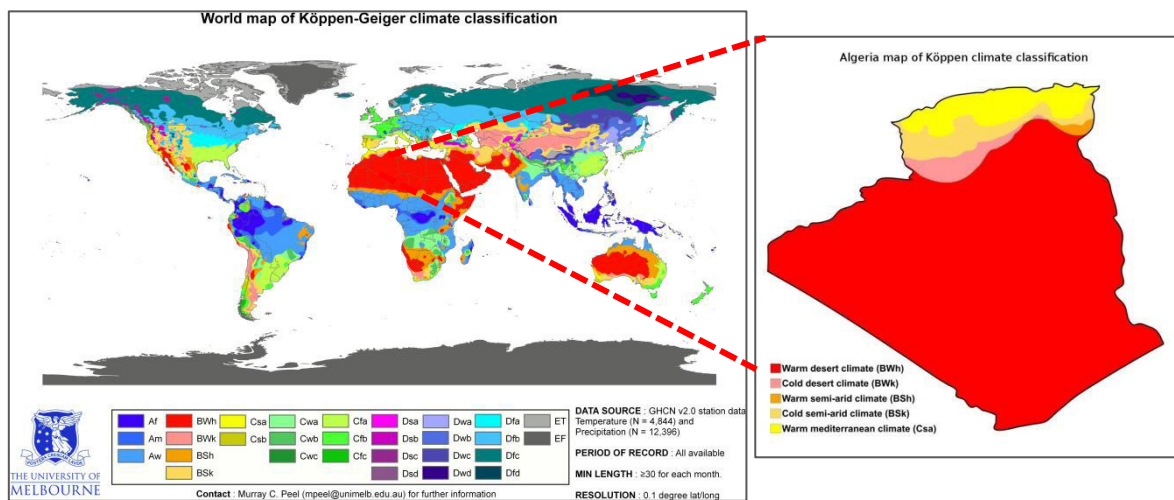 World map of Köppen-Geiger climate classification
Af
Am
Aw
BWh
BWk
BSh
BSk
Csa
Csb
Cwa
Cwb
Cwc
Cfa
Cfb
Cfc
Dsa
Dsb
Dsc
Dsd
Dwa
Dwb
Dwc
Dwd
Dfa
Dfb
Dfc
Dfd
ET
EF
DATA SOURCE : GHCN v2.0 station data
Temperature (N = 4,844) and
Precipitation (N = 12,396)
PERIOD OF RECORD : All available
MIN LENGTH : ≥30 for each month.
RESOLUTION : 0.1 degree lat/long
Contact : Murray C. Peel (mpeel@unimelb.edu.au) for further information
THE UNIVERSITY OF
MELBOURNE
Algeria map of Köppen climate classification
Warm desert climate (BWh)
Cold desert climate (BWk)
Warm semi-arid climate (BSh)
Cold semi-arid climate (BSk)
Warm mediterranean climate (Csa)